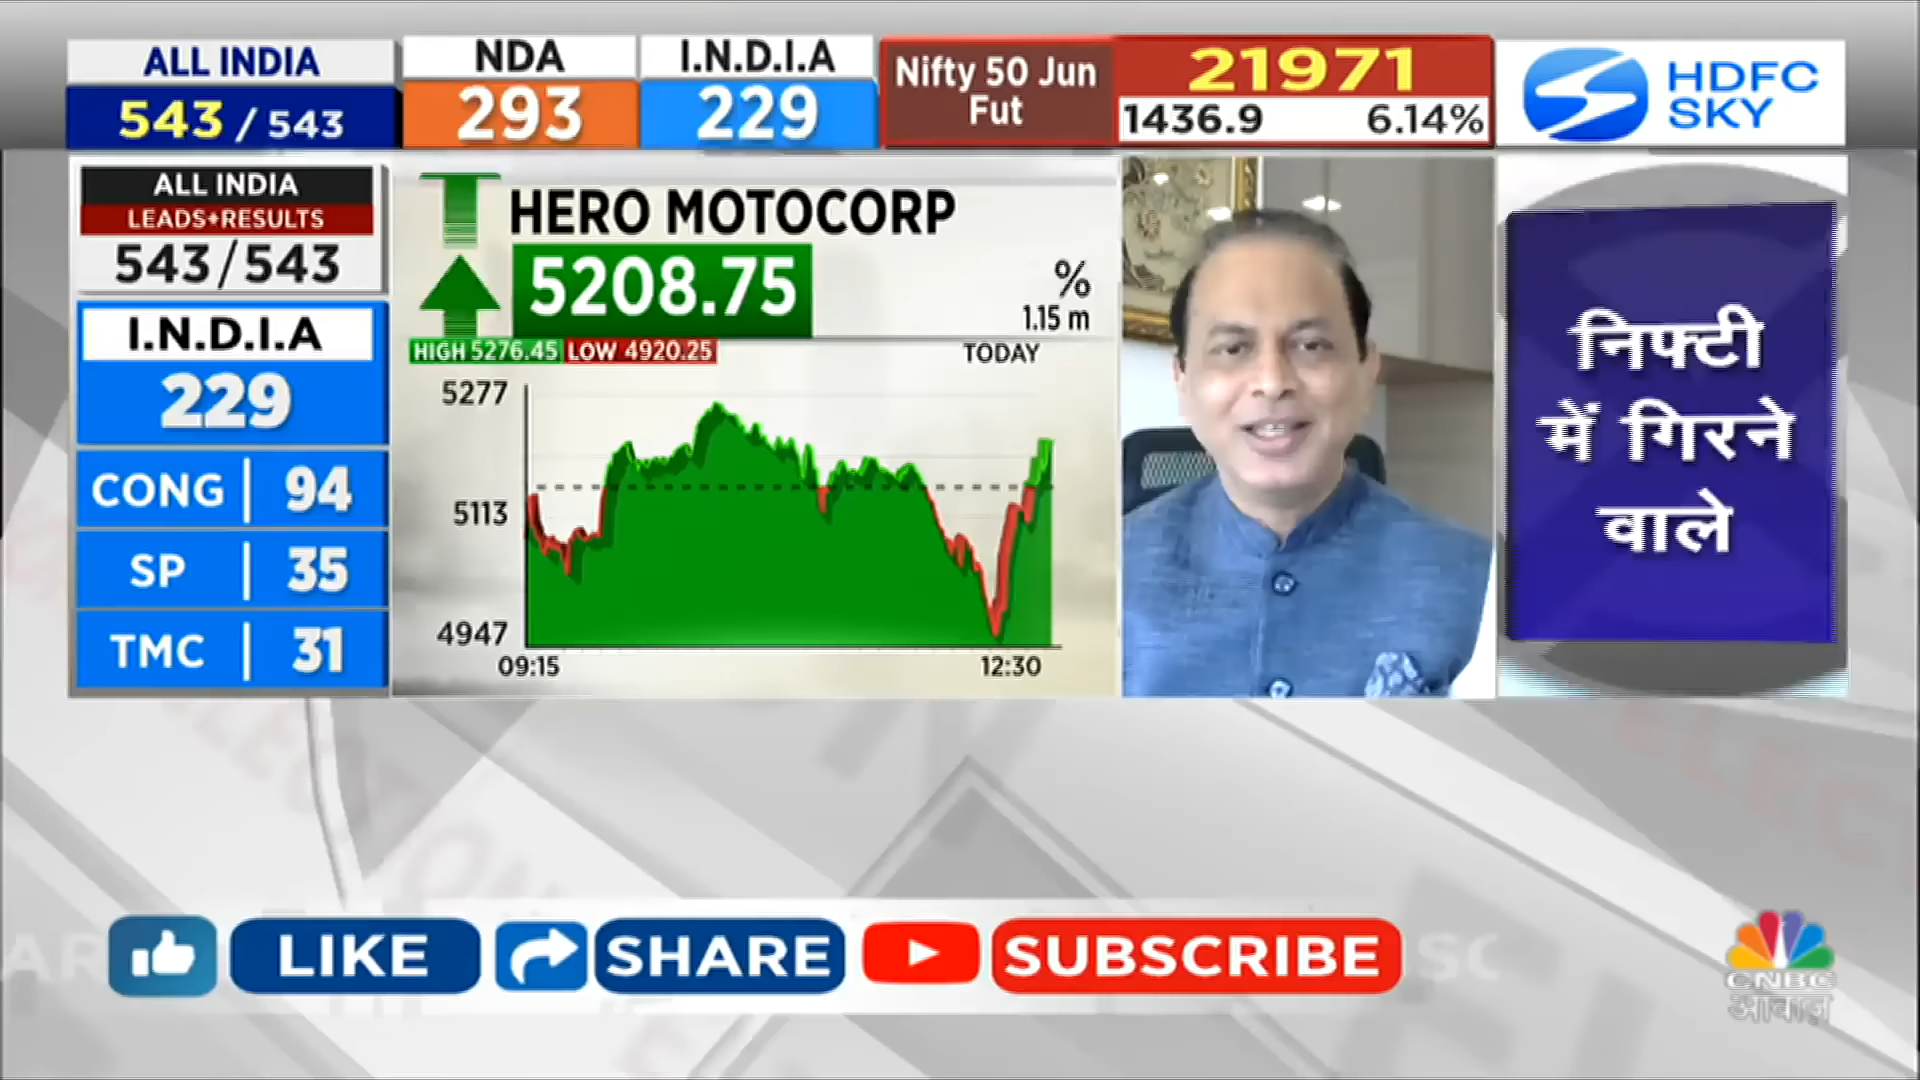 ALL INDIA
543 / 543
NDA
293
I.N.D.I.A
229
Nifty 50 Jun
Fut
21971
1436.9 6.14%
HDFC
SKY
ALL INDIA
LEADS+RESULTS
543/543
I.N.D.I.A
229
CONG 94
SP 35
TMC 31
HERO MOTOCORP
5208.75
%
1.15 m
HIGH 5276.45 LOW 4920.25
TODAY
5277
5113
4947
09:15 12:30
निफ्टी
में गिरने
वाले
LIKE SHARE SUBSCRIBE
CNBC
आवाज़